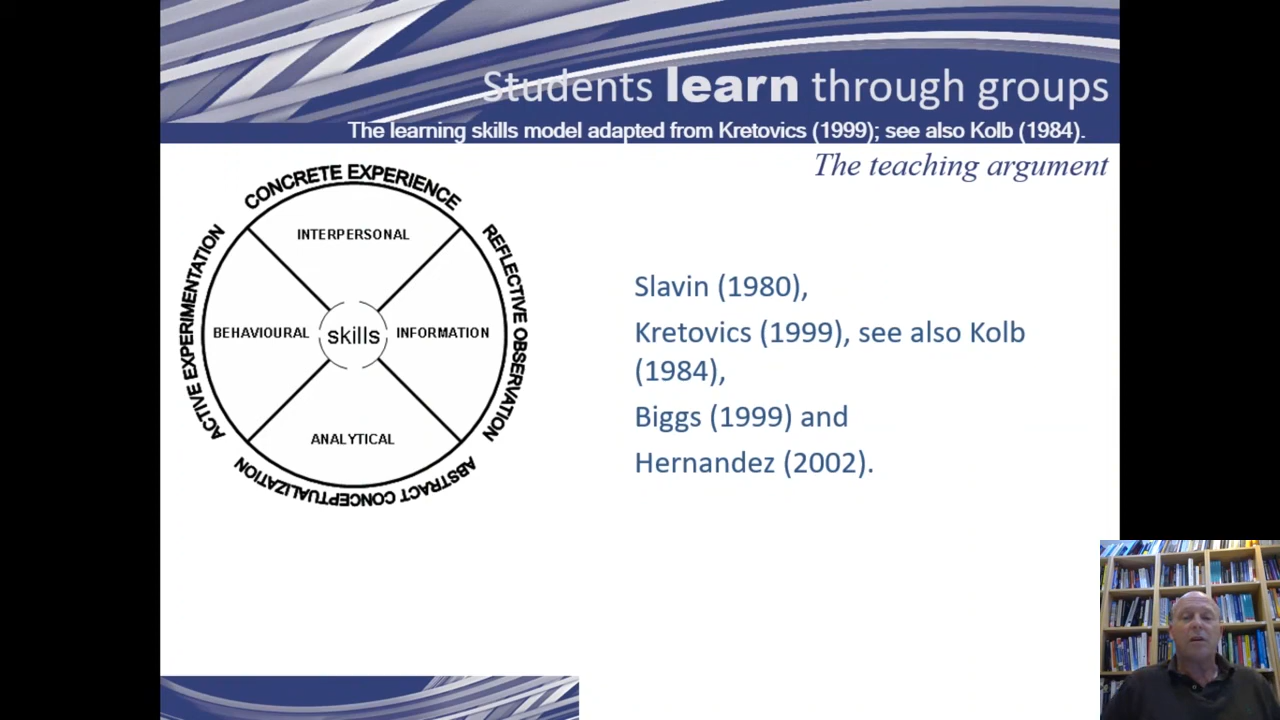 Students learn through groups
The learning skills model adapted from Kretovics (1999); see also Kolb (1984).
The teaching argument
CONCRETE EXPERIENCE
INTERPERSONAL
REFLECTIVE OBSERVATION
ACTIVE EXPERIMENTATION
BEHAVIOURAL
skills
INFORMATION
ANALYTICAL
ABSTRACT CONCEPTUALIZATION
Slavin (1980),
Kretovics (1999), see also Kolb
(1984),
Biggs (1999) and
Hernandez (2002).